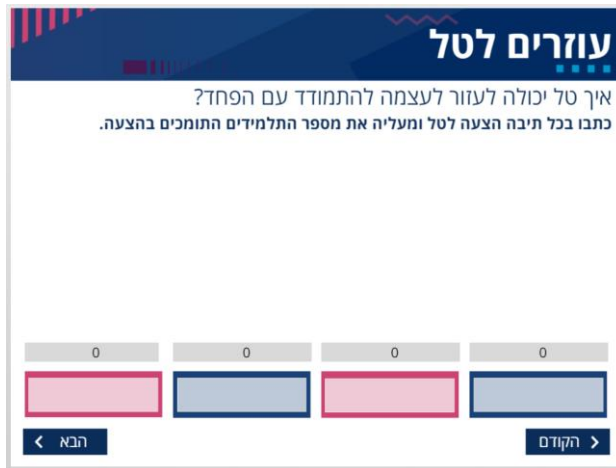 עוזרים לטל
איך טל יכולה לעזור לעצמה להתמודד עם הפחד?
כתבו בכל תיבה הצעה לטל ומעליה את מספר התלמידים התומכים בהצעה.
0 0 0 0
הקודם
הבא